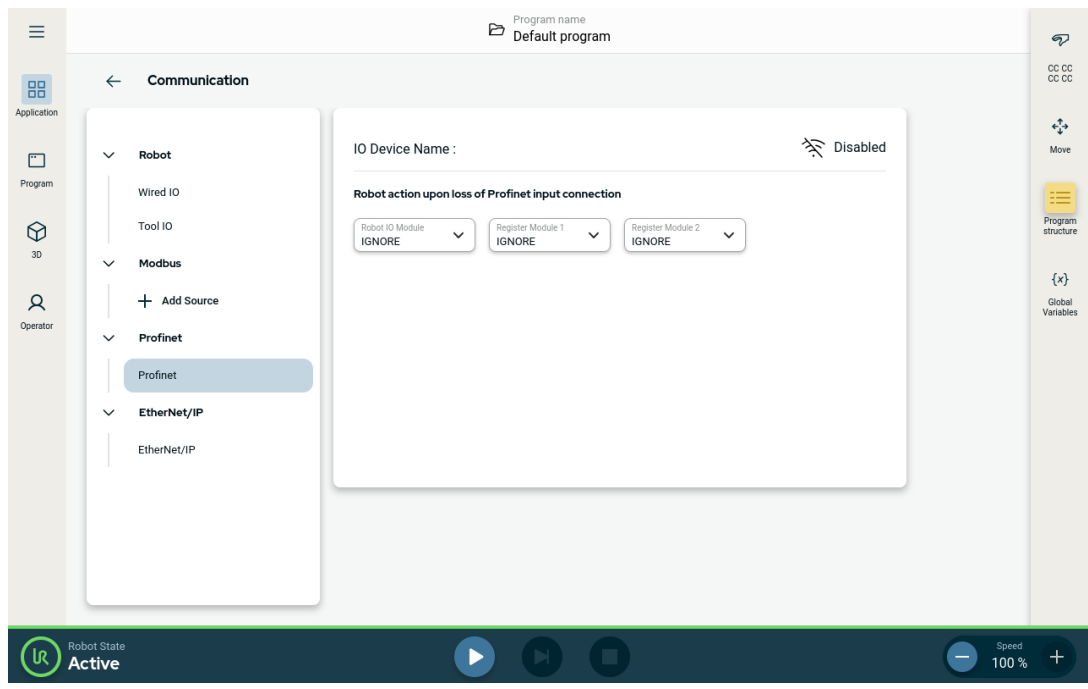 Program name
Default program
Application
Program
3D
Operator
Communication
Robot
Wired IO
Tool IO
Modbus
Add Source
Profinet
Profinet
EtherNet/IP
EtherNet/IP
IO Device Name :
Disabled
Robot action upon loss of Profinet input connection
Robot IO Module
IGNORE
Register Module 1
IGNORE
Register Module 2
IGNORE
CC CC
CC CC
Move
Program
structure
{x}
Global
Variables
UR
Robot State
Active
Speed
100 %